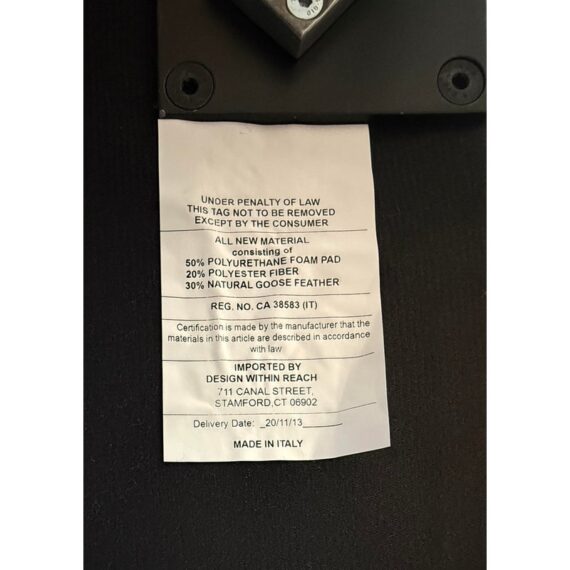 UNDER PENALTY OF LAW
THIS TAG NOT TO BE REMOVED
EXCEPT BY THE CONSUMER
ALL NEW MATERIAL
consisting of
50% POLYURETHANE FOAM PAD
20% POLYESTER FIBER
30% NATURAL GOOSE FEATHER
REG. NO. CA 38583 (IT)
Certification is made by the manufacturer that the
materials in this article are described in accordance
with law
IMPORTED BY
DESIGN WITHIN REACH
711 CANAL STREET,
STAMFORD,CT 06902
Delivery Date: _20/11/13______
MADE IN ITALY